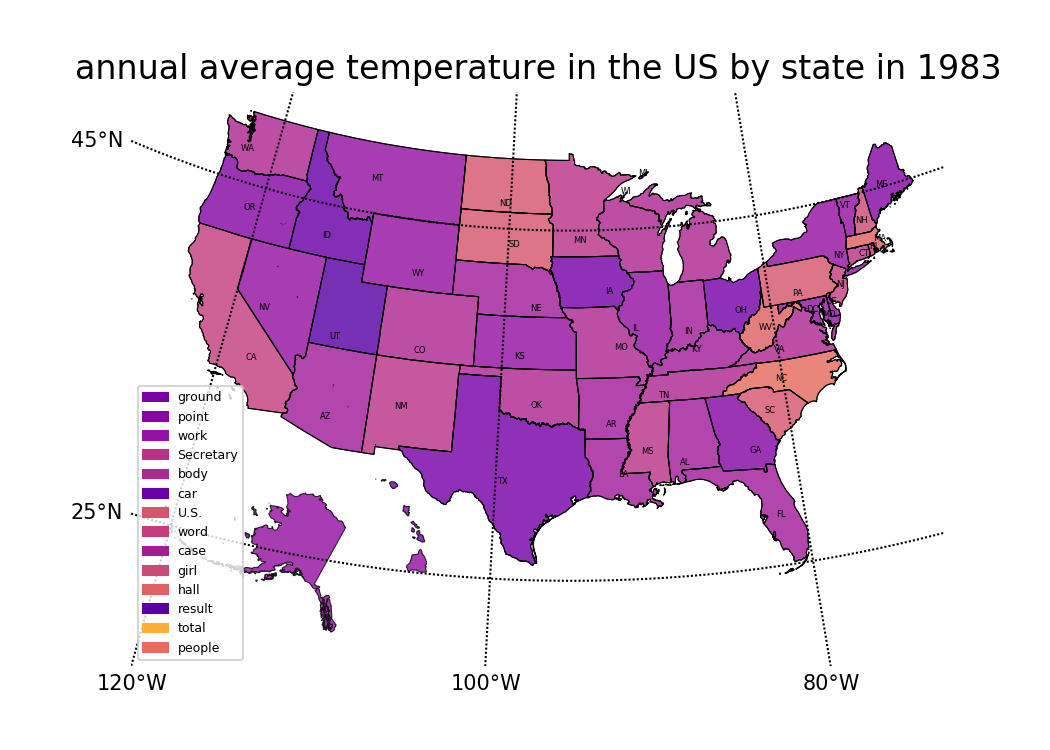 annual average temperature in the US by state in 1983
45°N
25°N
120°W
100°W
80°W
WA
OR
CA
ID
NV
UT
AZ
MT
WY
CO
NM
ND
SD
NE
KS
OK
TX
MN
IA
MO
AR
LA
WI
MI
IL
IN
KY
TN
MS
AL
GA
FL
SC
NC
VA
WV
OH
PA
NY
NJ
CT
VT
NH
ME
ground
point
work
Secretary
body
car
U.S.
word
case
girl
hall
result
total
people